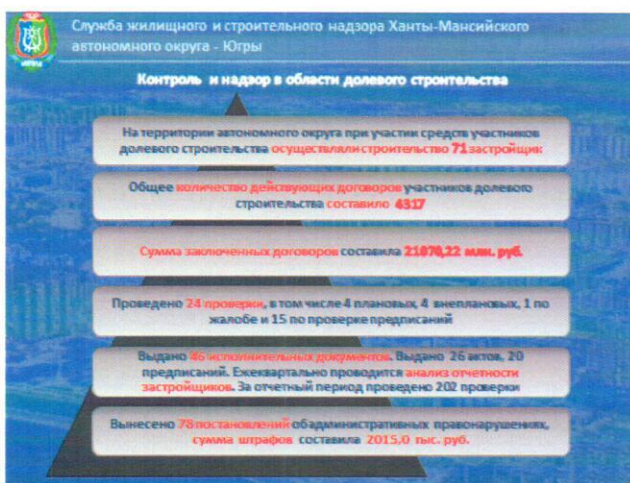 Служба жилищного и строительного надзора Ханты-Мансийского
автономного округа - Югры
Контроль и надзор в области долевого строительства
На территории автономного округа при участии средств участников
долевого строительства осуществляли строительство 71 застройщик
Общее количество действующих договоров участников долевого
строительства составило 4317
Сумма заключенных договоров составила млн. руб.
Проведено 24 проверки, в том числе 4 плановых, 4 внеплановых, 1 по
жалобе и 15 по проверке предписаний
Выдано 46 исполнительных документов. Выдано 26 актов, 20
предписаний. Ежеквартально проводится анализ отчетности
застройщиков. За отчетный период проведено 202 проверки
Вынесено 78 постановлений обадминистративных правонарушениях,
сумма штрафов составила 2015,0 тыс. руб.